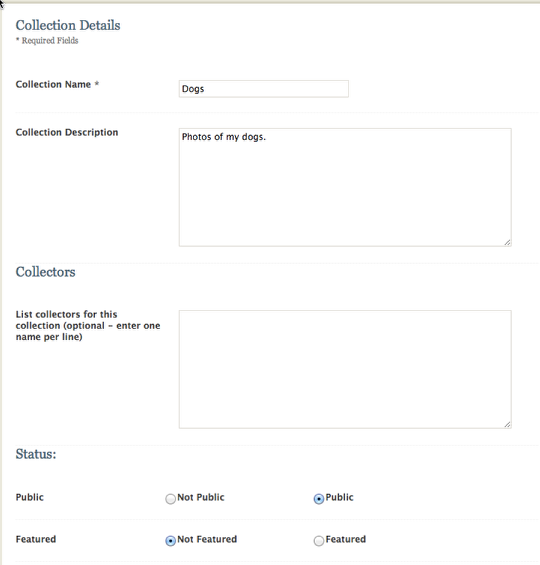 Collection Details
* Required Fields
Collection Name *
Dogs
Collection Description
Photos of my dogs.
Collectors
List collectors for this
collection (optional – enter one
name per line)
Status:
Public Not Public Public
Featured Not Featured Featured